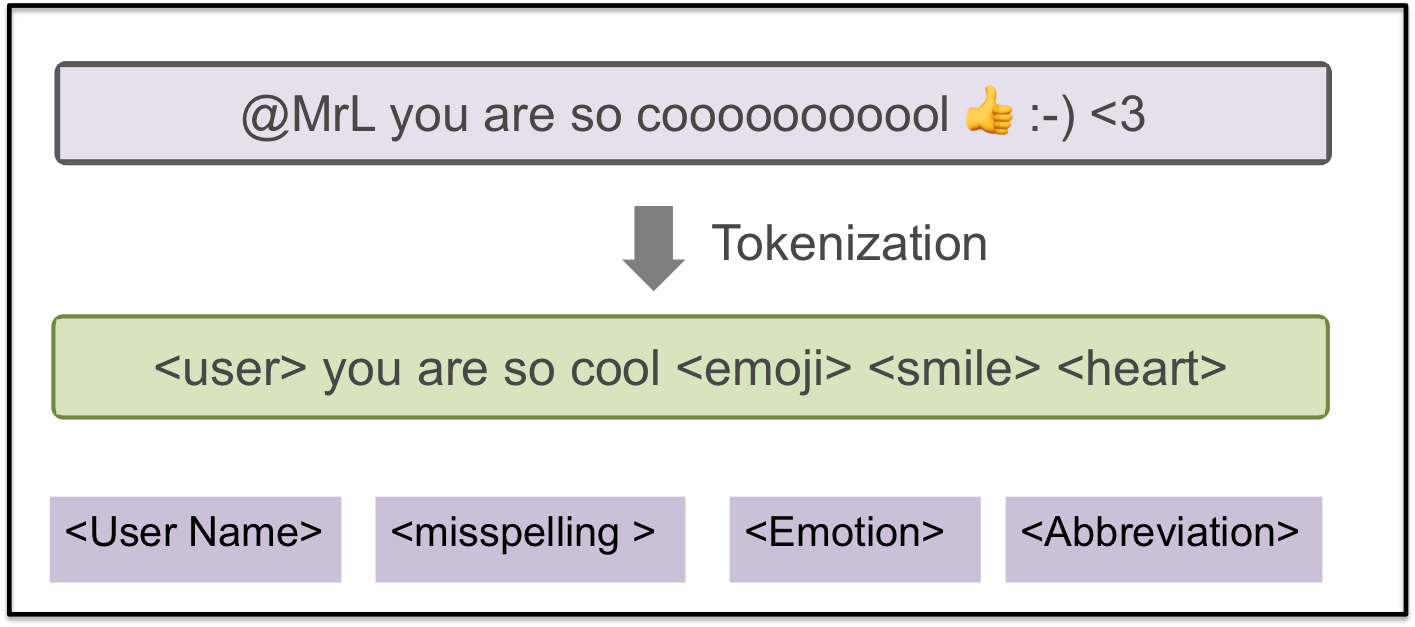 @MrL you are so coooooooooool 👍 :-) <3
Tokenization
<user> you are so cool <emoji> <smile> <heart>
<User Name>
<misspelling >
<Emotion>
<Abbreviation>